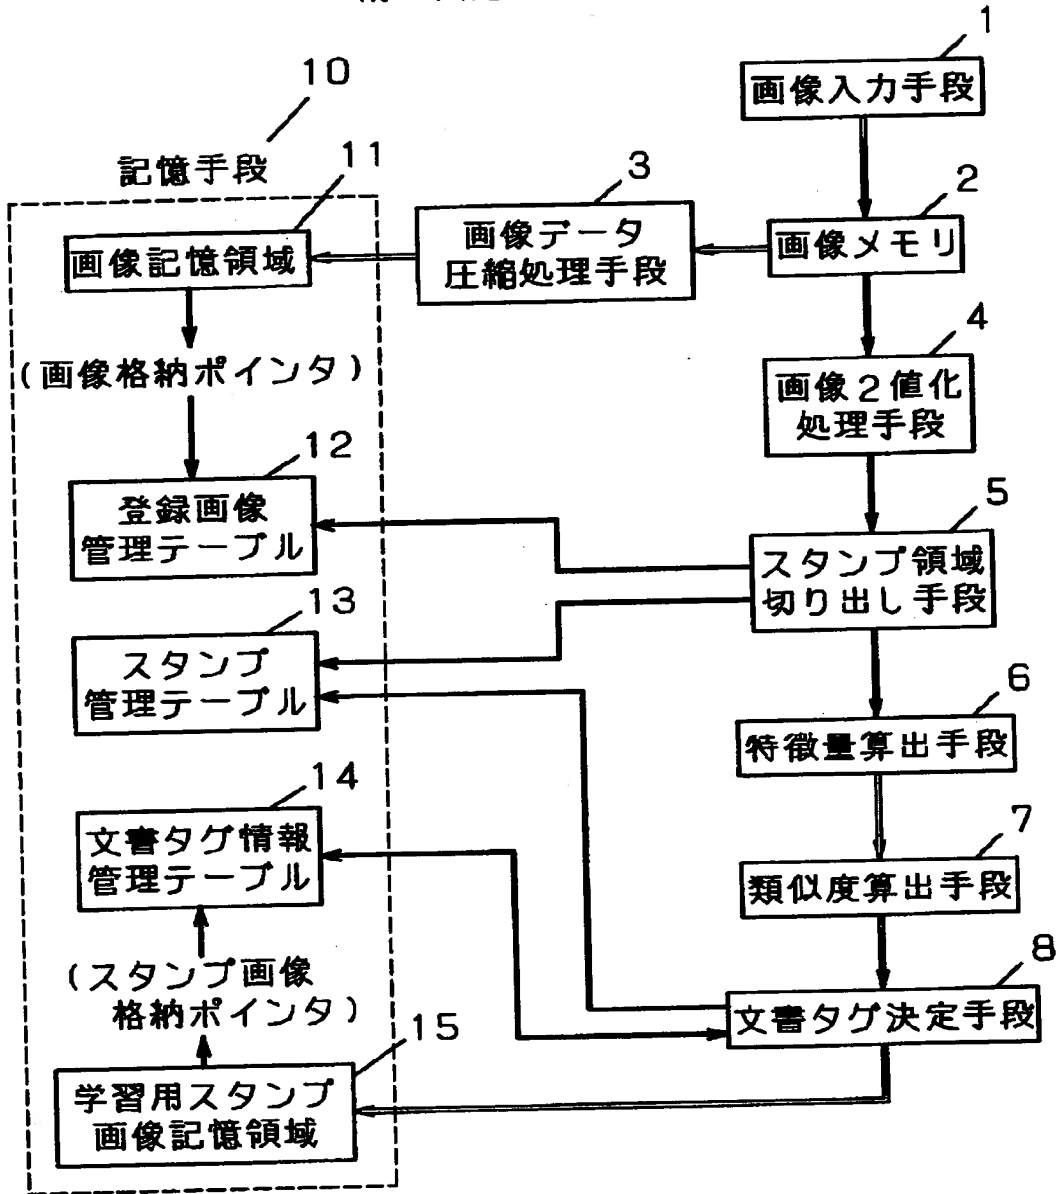 1
画像入力手段
10
記憶手段
11
画像記憶領域
3
画像データ
圧縮処理手段
2
画像メモリ
(画像格納ポインタ)
4
画像2値化
処理手段
12
登録画像
管理テーブル
5
スタンプ領域
切り出し手段
13
スタンプ
管理テーブル
6
特徴量算出手段
14
文書タグ情報
管理テーブル
7
類似度算出手段
(スタンプ画像
格納ポインタ)
8
文書タグ決定手段
15
学習用スタンプ
画像記憶領域